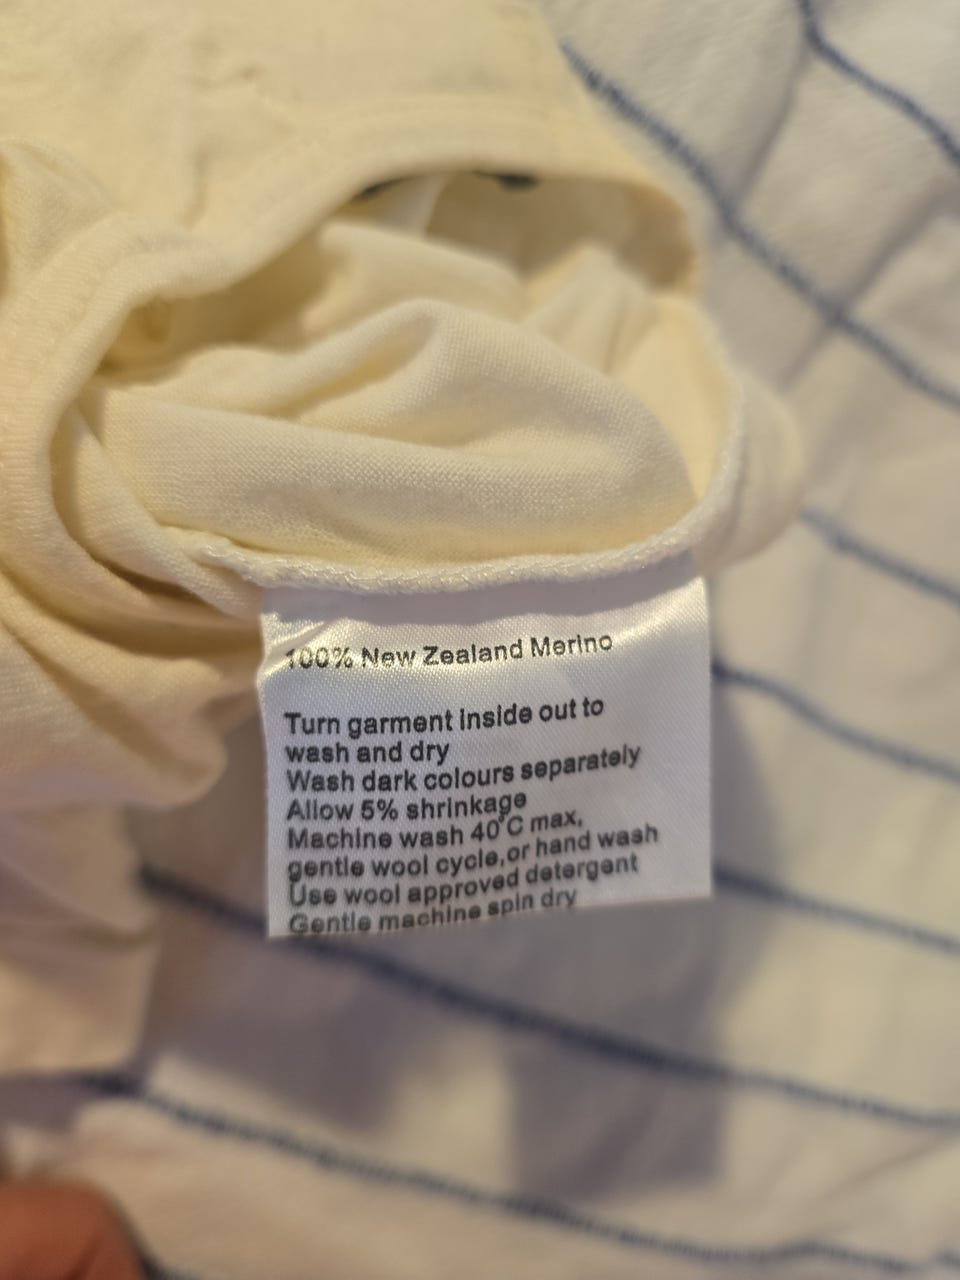 100% New Zealand Merino
Turn garment inside out to
wash and dry
Wash dark colours separately
Allow 5% shrinkage
Machine wash 40°C max,
gentle wool cycle,or hand wash
Use wool approved detergent
Gentle machine spin dry